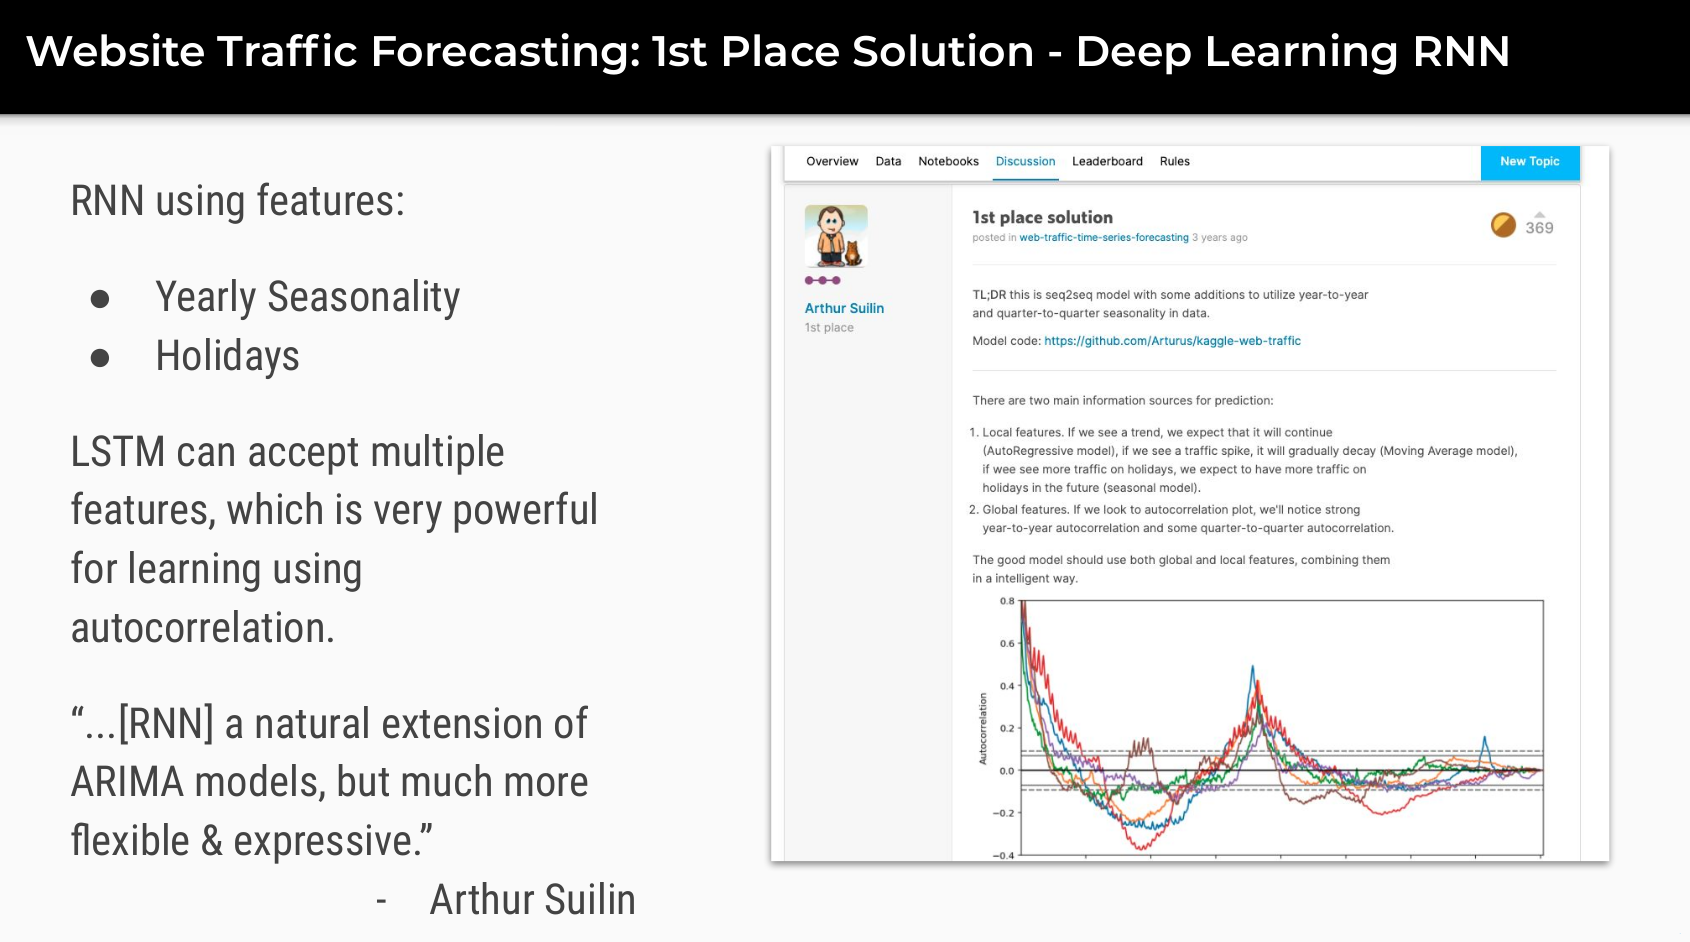 Website Traffic Forecasting: 1st Place Solution - Deep Learning RNN
RNN using features:
● Yearly Seasonality
● Holidays
LSTM can accept multiple
features, which is very powerful
for learning using
autocorrelation.
“...[RNN] a natural extension of
ARIMA models, but much more
flexible & expressive.”
- Arthur Suilin
Overview Data Notebooks Discussion Leaderboard Rules New Topic
Arthur Suilin
1st place
1st place solution
369
posted in web-traffic-time-series-forecasting 3 years ago
TL;DR this is seq2seq model with some additions to utilize year-to-year
and quarter-to-quarter seasonality in data.
Model code: https://github.com/Arturus/kaggle-web-traffic
There are two main information sources for prediction:
1. Local features. If we see a trend, we expect that it will continue
(AutoRegressive model), if we see a traffic spike, it will gradually decay (Moving Average model),
if wee see more traffic on holidays, we expect to have more traffic on
holidays in the future (seasonal model).
2. Global features. If we look to autocorrelation plot, we'll notice strong
year-to-year autocorrelation and some quarter-to-quarter autocorrelation.
The good model should use both global and local features, combining them
in a intelligent way.
0.8
0.6
0.4
0.2
0.0
−0.2
−0.4
Autocorrelation